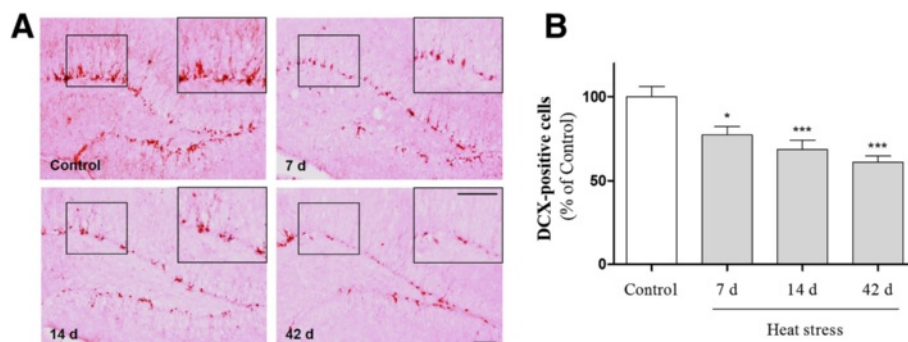 A
Control
7 d
14 d
42 d
B
DCX-positive cells
(% of Control)
100
50
0
*
***
***
Control
7 d
14 d
42 d
Heat stress